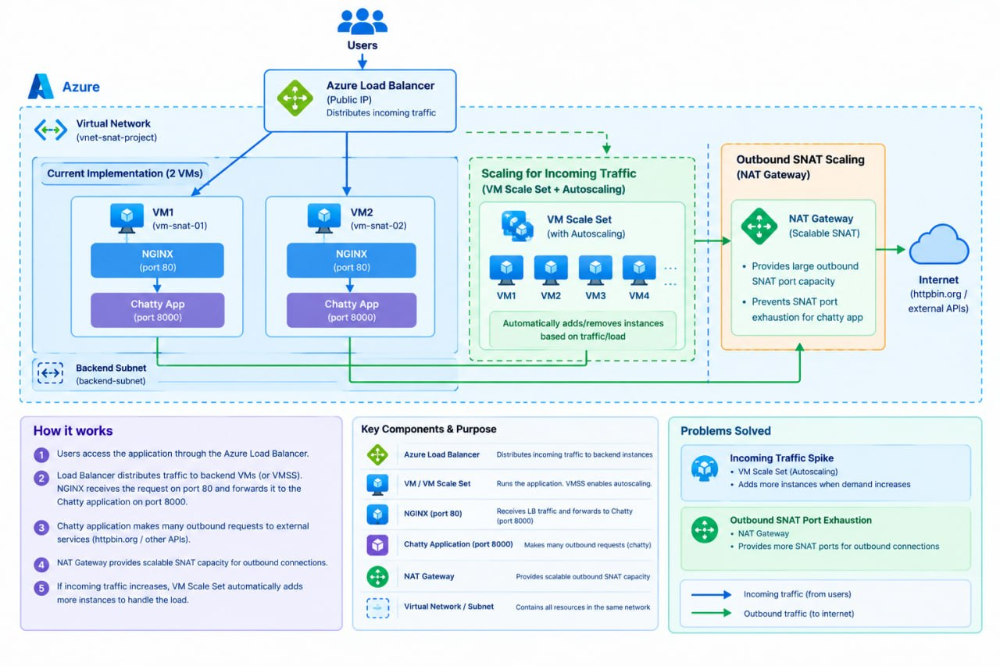 Users
Azure
Azure Load Balancer
(Public IP)
Distributes incoming traffic
Virtual Network
(vnet-snat-project)
Current Implementation (2 VMs)
VM1
(vm-snat-01)
NGINX
(port 80)
Chatty App
(port 8000)
VM2
(vm-snat-02)
NGINX
(port 80)
Chatty App
(port 8000)
Backend Subnet
(backend-subnet)
Scaling for Incoming Traffic
(VM Scale Set + Autoscaling)
VM Scale Set
(with Autoscaling)
VM1
VM2
VM3
VM4
...
...
Automatically adds/removes instances
based on traffic/load
Outbound SNAT Scaling
(NAT Gateway)
NAT Gateway
(Scalable SNAT)
• Provides large outbound
SNAT port capacity
• Prevents SNAT port
exhaustion for chatty app
Internet
(httpbin.org /
external APIs)
How it works
1 Users access the application through the Azure Load Balancer.
2 Load Balancer distributes traffic to backend VMs (or VMSS).
NGINX receives the request on port 80 and forwards it to the
Chatty application on port 8000.
3 Chatty application makes many outbound requests to external
services (httpbin.org / other APIs).
4 NAT Gateway provides scalable SNAT capacity for outbound connections.
5 If incoming traffic increases, VM Scale Set automatically adds
more instances to handle the load.
Key Components & Purpose
Azure Load Balancer Distributes incoming traffic to backend instances
VM / VM Scale Set Runs the application. VMSS enables autoscaling.
NGINX (port 80) Receives LB traffic and forwards to Chatty
(port 8000)
Chatty Application (port 8000) Makes many outbound requests (chatty)
NAT Gateway Provides scalable outbound SNAT capacity
Virtual Network / Subnet Contains all resources in the same network
Problems Solved
Incoming Traffic Spike
• VM Scale Set (Autoscaling)
• Adds more instances when demand increases
Outbound SNAT Port Exhaustion
• NAT Gateway
• Provides more SNAT ports for outbound connections
Incoming traffic (from users)
Outbound traffic (to internet)